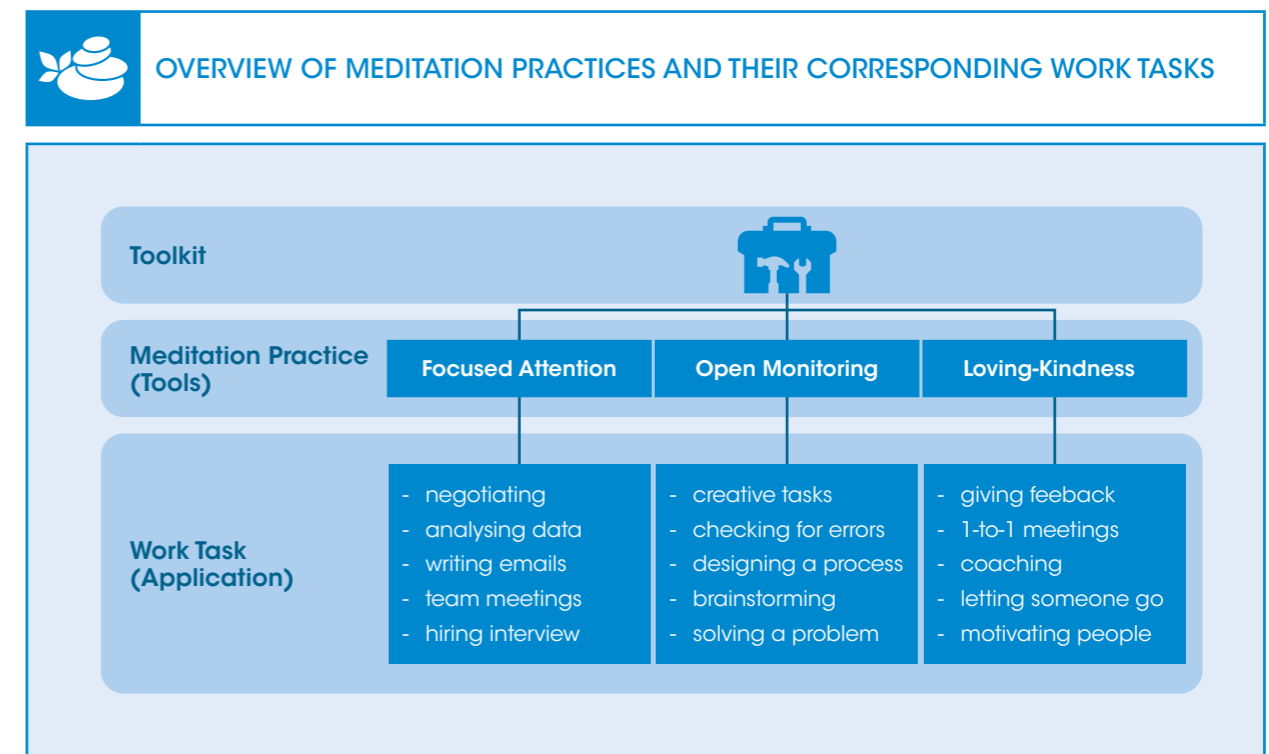 OVERVIEW OF MEDITATION PRACTICES AND THEIR CORRESPONDING WORK TASKS
Toolkit
Meditation Practice
(Tools)
Focused Attention
Open Monitoring
Loving-Kindness
Work Task
(Application)
- negotiating
- analysing data
- writing emails
- team meetings
- hiring interview
- creative tasks
- checking for errors
- designing a process
- brainstorming
- solving a problem
- giving feeback
- 1-to-1 meetings
- coaching
- letting someone go
- motivating people